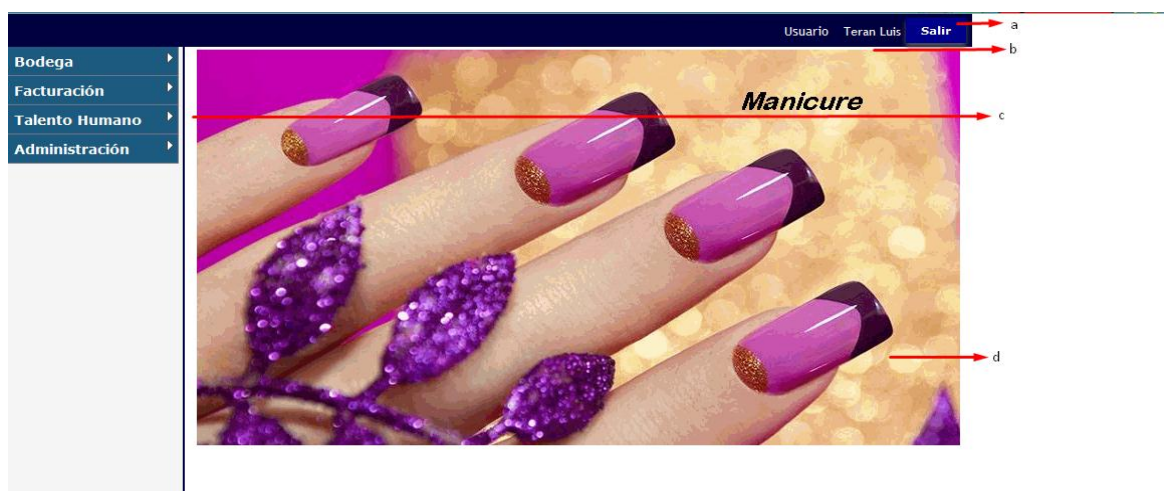 Usuario Teran Luis Salir a
b
Bodega
Facturación
Talento Humano
Administración
Manicure
c
d